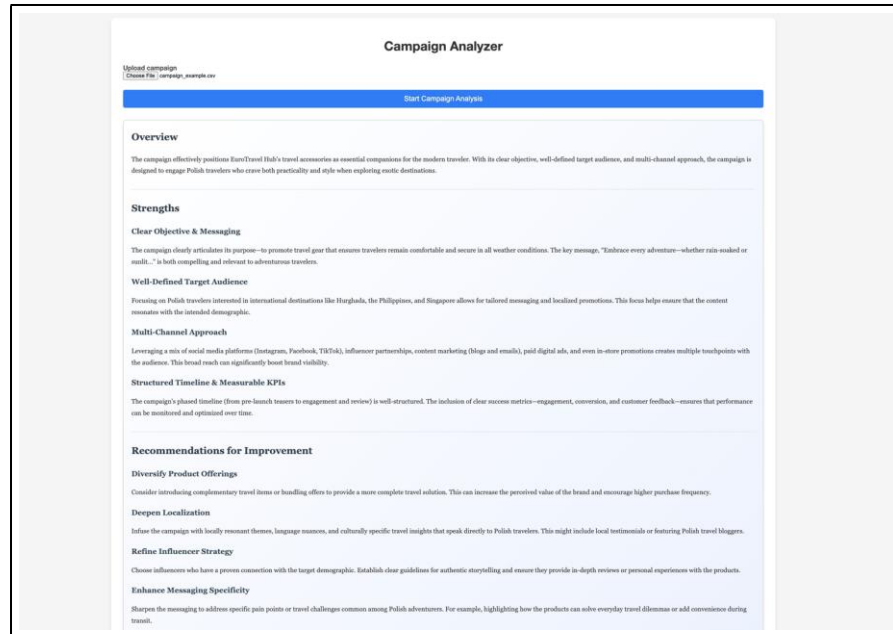 Campaign Analyzer
Upload campaign
Choose File campaign_example.csv
Start Campaign Analysis
Overview
The campaign effectively positions EuroTravel Hub's travel accessories as essential companions for the modern traveler. With its clear objective, well-defined target audience, and multi-channel approach, the campaign is
designed to engage Polish travelers who crave both practicality and style when exploring exotic destinations.
Strengths
Clear Objective & Messaging
The campaign clearly articulates its purpose—to promote travel gear that ensures travelers remain comfortable and secure in all weather conditions. The key message, "Embrace every adventure—whether rain-soaked or
sunlit..." is both compelling and relevant to adventurous travelers.
Well-Defined Target Audience
Focusing on Polish travelers interested in international destinations like Hurghada, the Philippines, and Singapore allows for tailored messaging and localized promotions. This focus helps ensure that the content
resonates with the intended demographic.
Multi-Channel Approach
Leveraging a mix of social media platforms (Instagram, Facebook, TikTok), influencer partnerships, content marketing (blogs and emails), paid digital ads, and even in-store promotions creates multiple touchpoints with
the audience. This broad reach can significantly boost brand visibility.
Structured Timeline & Measurable KPIs
The campaign's phased timeline (from pre-launch teasers to engagement and review) is well-structured. The inclusion of clear success metrics—engagement, conversion, and customer feedback—ensures that performance
can be monitored and optimized over time.
Recommendations for Improvement
Diversify Product Offerings
Consider introducing complementary travel items or bundling offers to provide a more complete travel solution. This can increase the perceived value of the brand and encourage higher purchase frequency.
Deepen Localization
Infuse the campaign with locally resonant themes, language nuances, and culturally specific travel insights that speak directly to Polish travelers. This might include local testimonials or featuring Polish travel bloggers.
Refine Influencer Strategy
Choose influencers who have a proven connection with the target demographic. Establish clear guidelines for authentic storytelling and ensure they provide in-depth reviews or personal experiences with the products.
Enhance Messaging Specificity
Sharpen the messaging to address specific pain points or travel challenges common among Polish adventurers. For example, highlighting how the products can solve everyday travel dilemmas or add convenience during
transit.